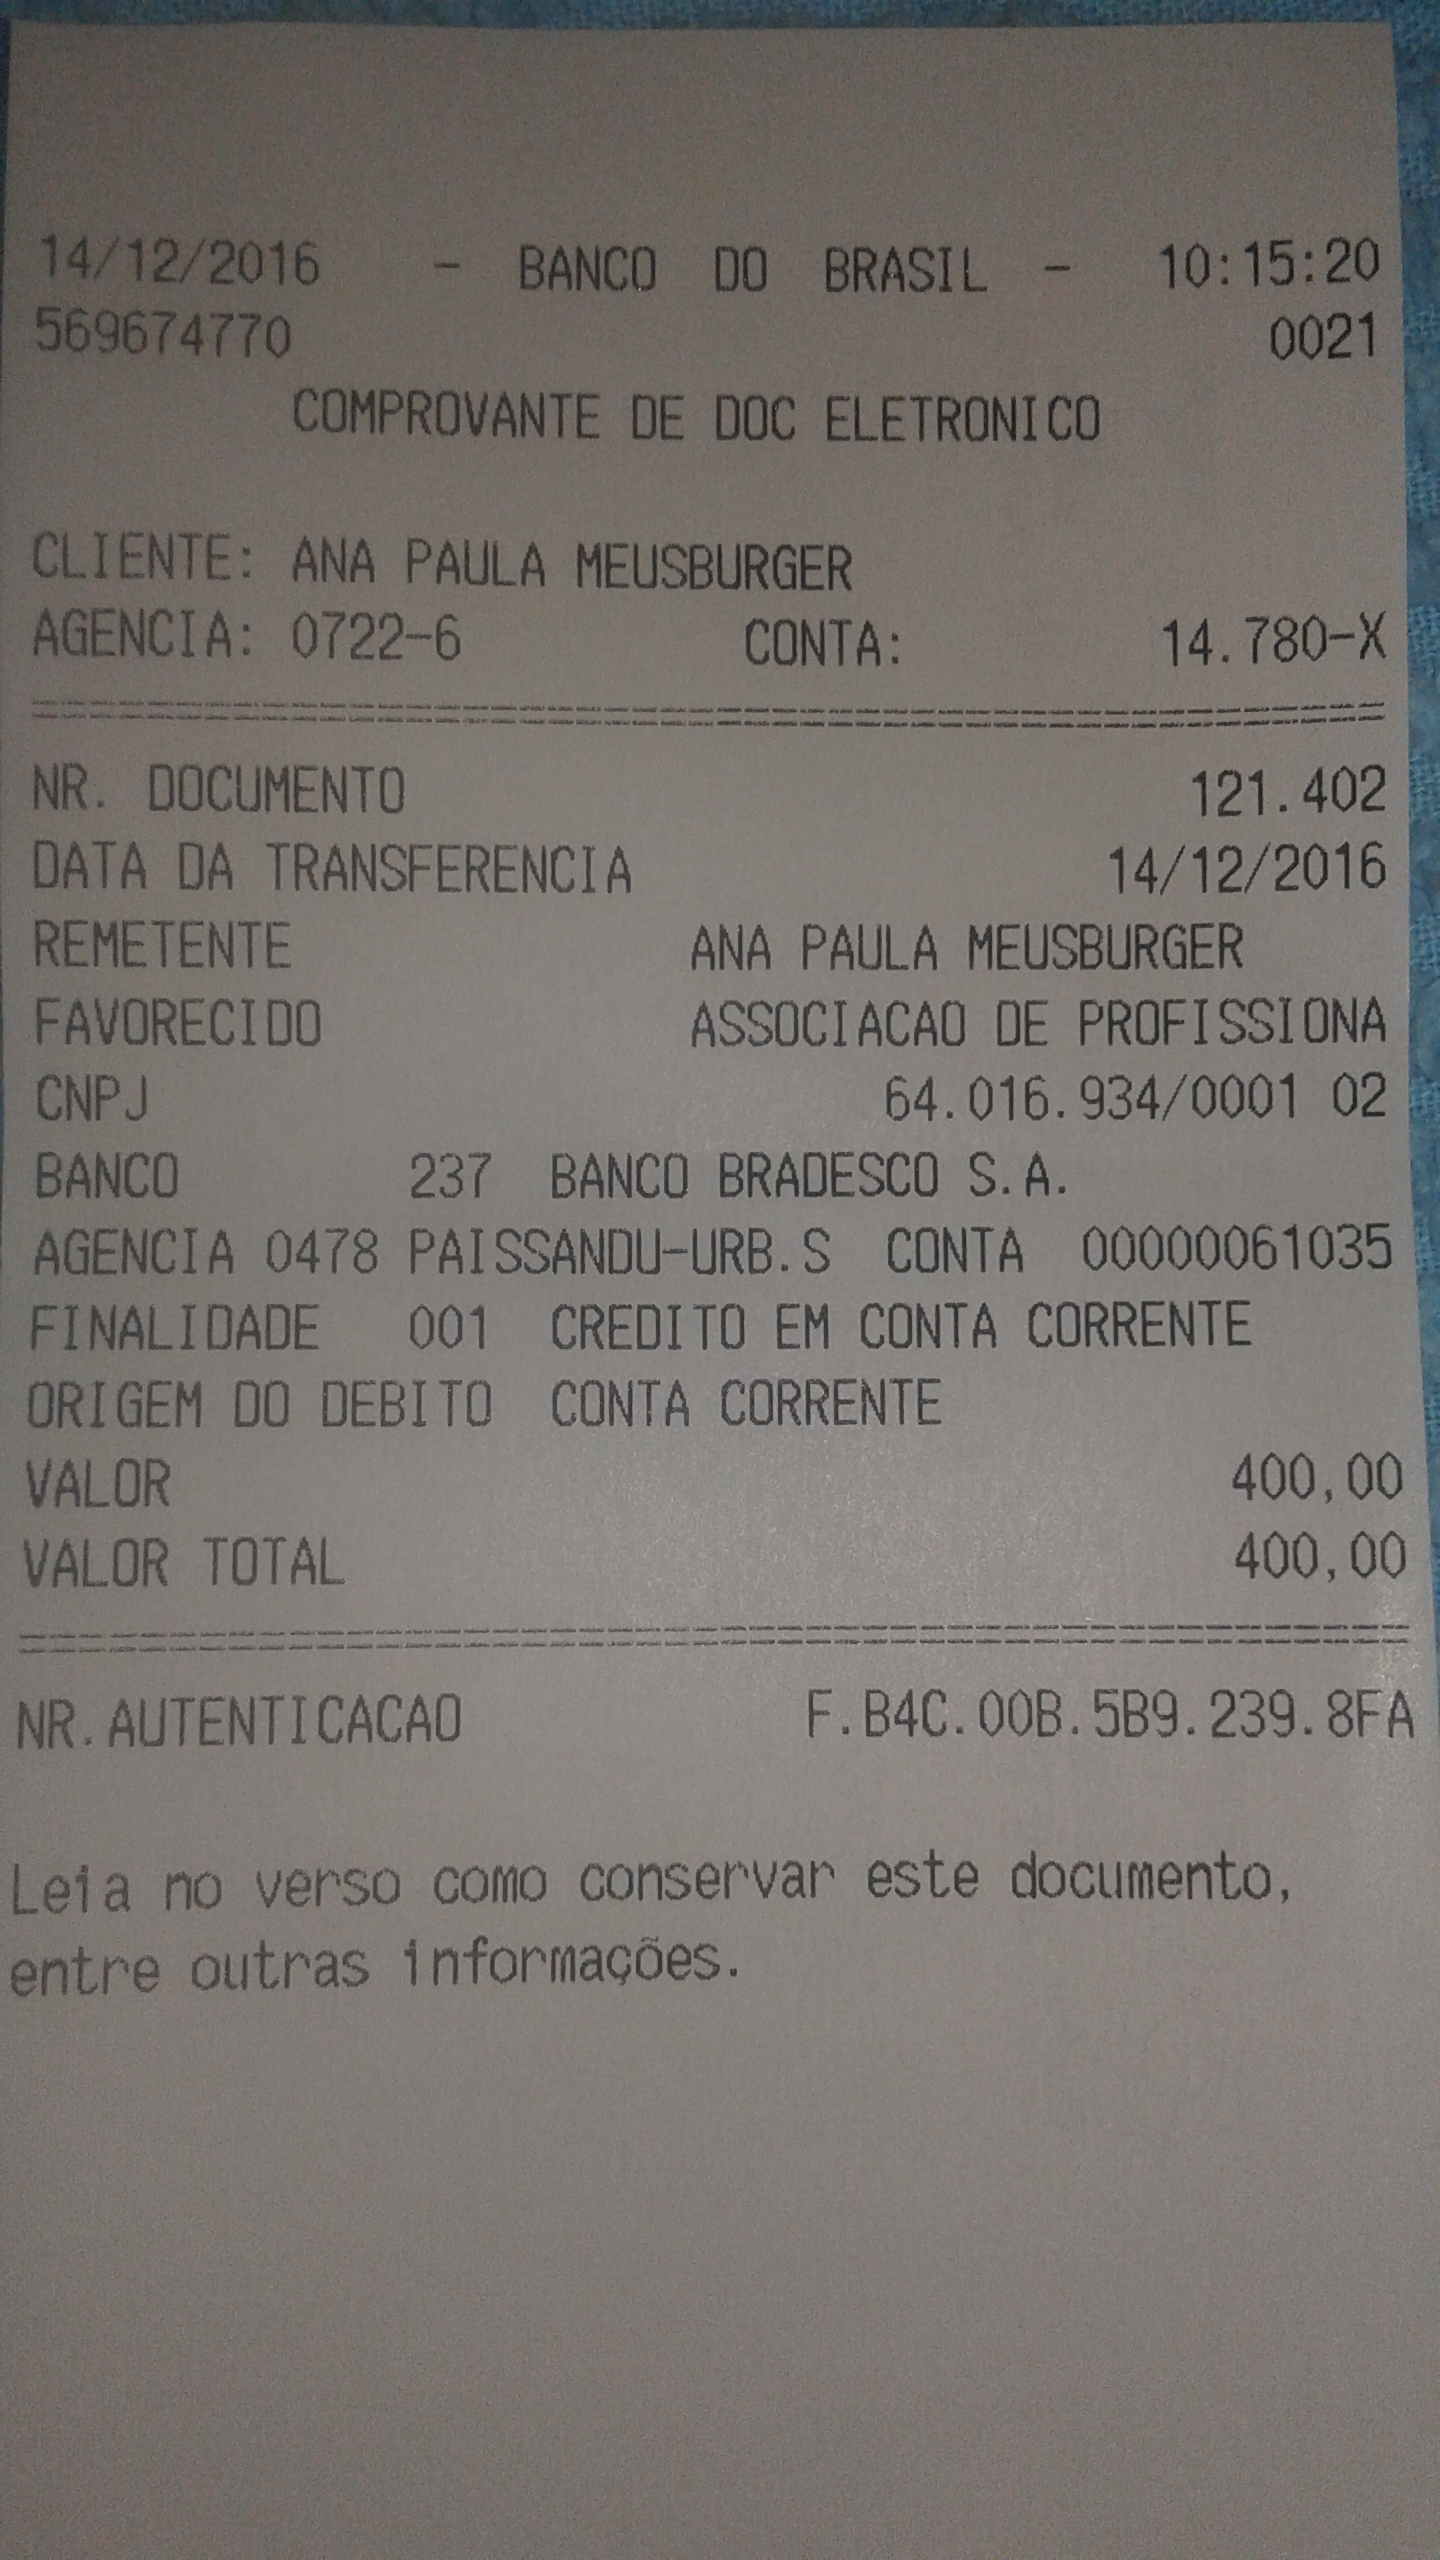 14/12/2016 - BANCO DO BRASIL - 10:15:20
569674770 0021
COMPROVANTE DE DOC ELETRONICO
CLIENTE: ANA PAULA MEUSBURGER
AGENCIA: 0722-6 CONTA: 14.780-X
NR. DOCUMENTO 121.402
DATA DA TRANSFERENCIA 14/12/2016
REMETENTE ANA PAULA MEUSBURGER
FAVORECIDO ASSOCIACAO DE PROFISSIONA
CNPJ 64.016.934/0001 02
BANCO 237 BANCO BRADESCO S.A.
AGENCIA 0478 PAISSANDU-URB.S CONTA 00000061035
FINALIDADE 001 CREDITO EM CONTA CORRENTE
ORIGEM DO DEBITO CONTA CORRENTE
VALOR 400,00
VALOR TOTAL 400,00
NR.AUTENTICACAO F.B4C.00B.5B9.239.8FA
Leia no verso como conservar este documento,
entre outras informações.